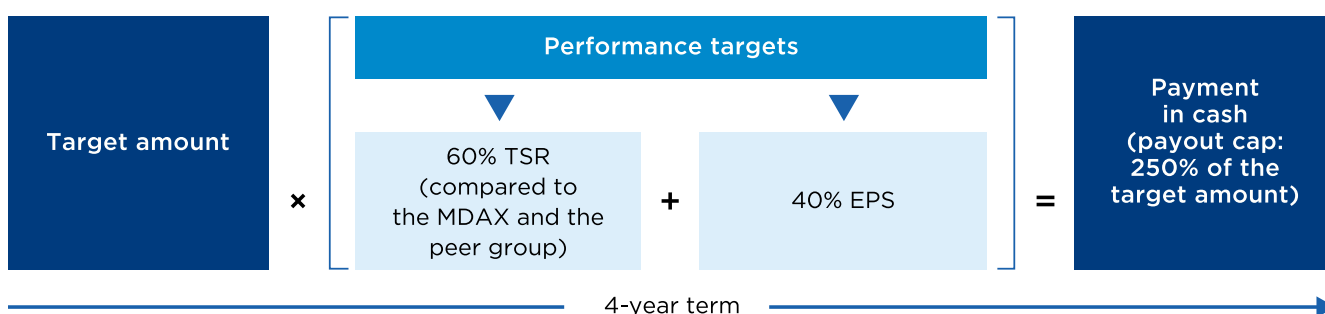 Performance targets
Target amount
×
60% TSR
(compared to
the MDAX and the
peer group)
+
40% EPS
=
Payment
in cash
(payout cap:
250% of the
target amount)
4-year term